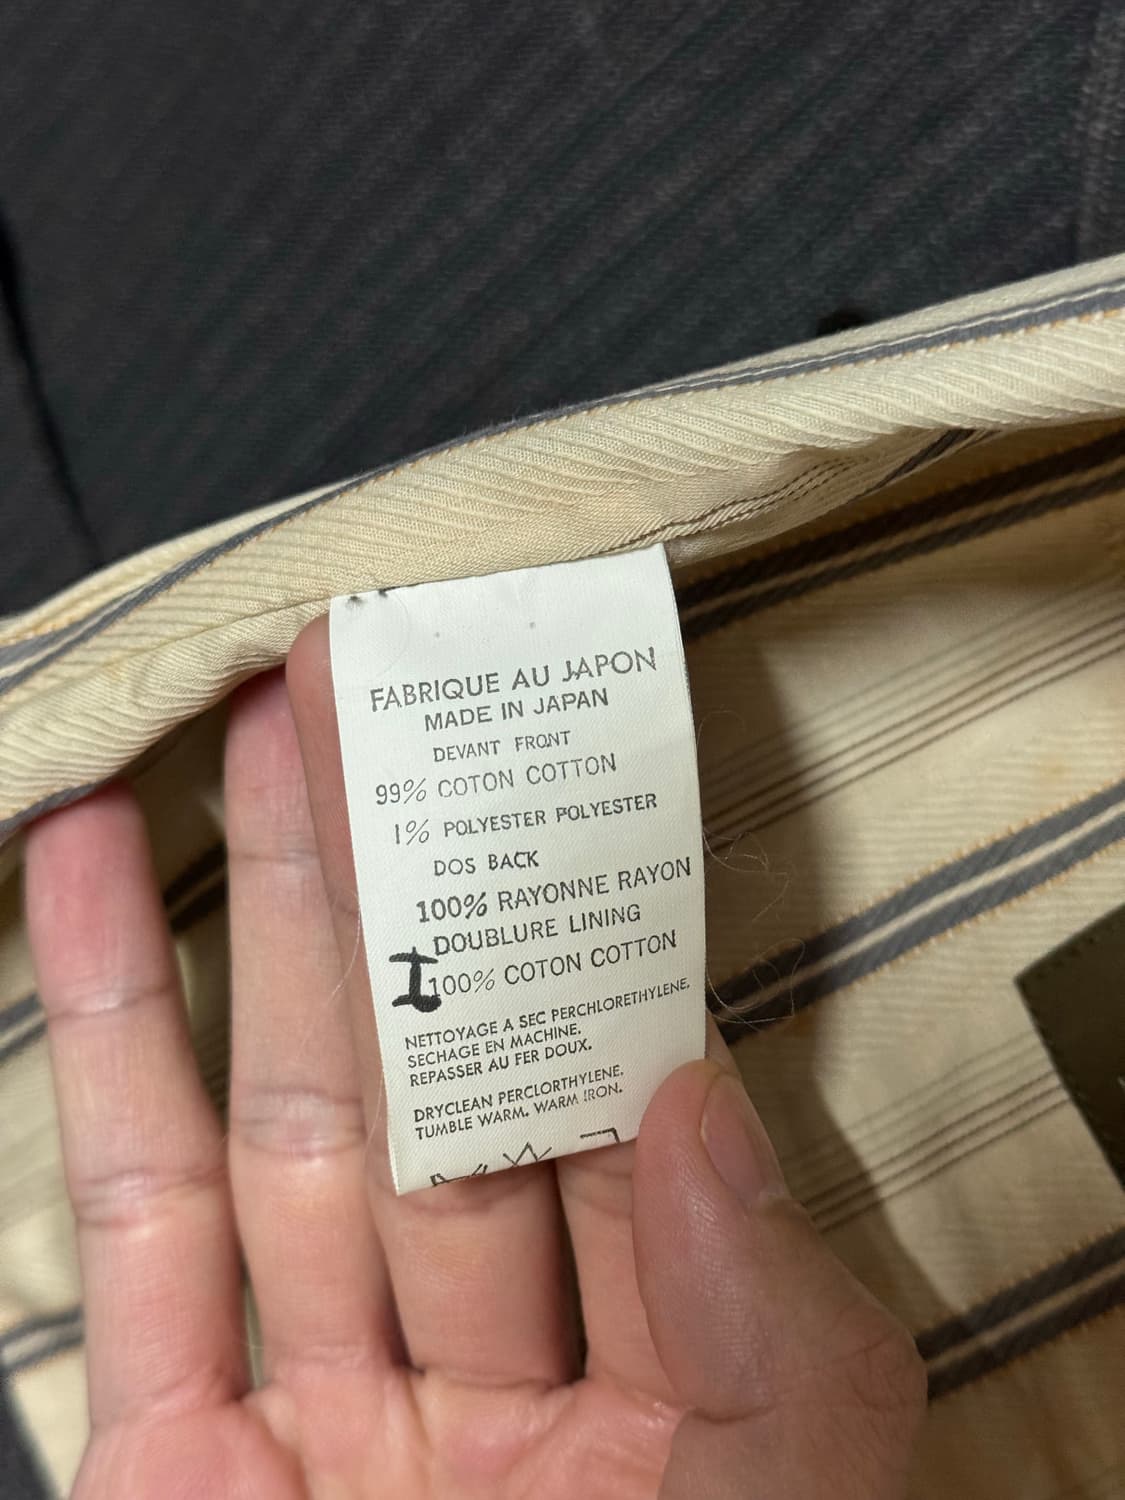 FABRIQUE AU JAPON
MADE IN JAPAN
DEVANT FRONT
99% COTON COTTON
1% POLYESTER POLYESTER
DOS BACK
100% RAYONNE RAYON
DOUBLURE LINING
I 100% COTON COTTON
NETTOYAGE A SEC PERCHLORETHYLENE.
SECHAGE EN MACHINE.
REPASSER AU FER DOUX.
DRYCLEAN PERCLORTHYLENE.
TUMBLE WARM. WARM IRON.